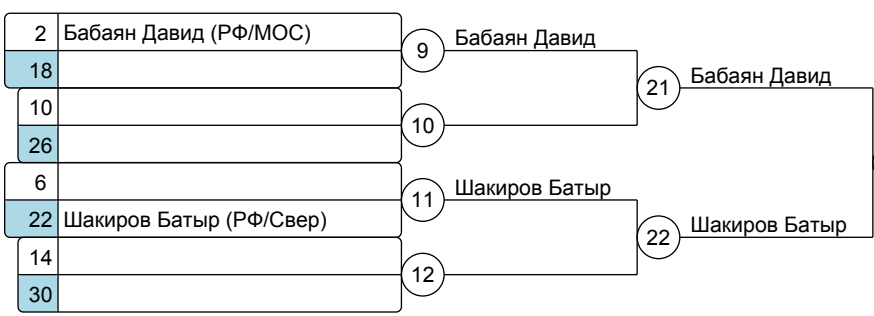 2 Бабаян Давид (РФ/МОС)
9 Бабаян Давид
18
21 Бабаян Давид
10
10
26
6
11 Шакиров Батыр
22 Шакиров Батыр (РФ/Свер)
22 Шакиров Батыр
14
12
30